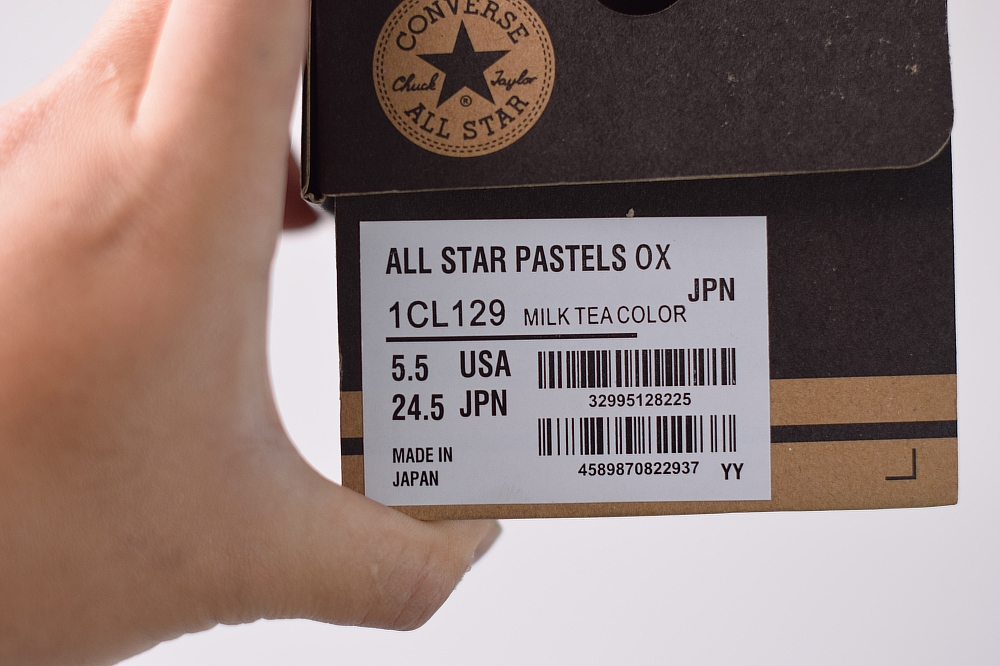 CONVERSE
Chuck Taylor
®
ALL STAR
ALL STAR PASTELS OX
JPN
1CL129 MILK TEA COLOR
5.5 USA
24.5 JPN
32995128225
MADE IN
JAPAN
4589870822937 YY